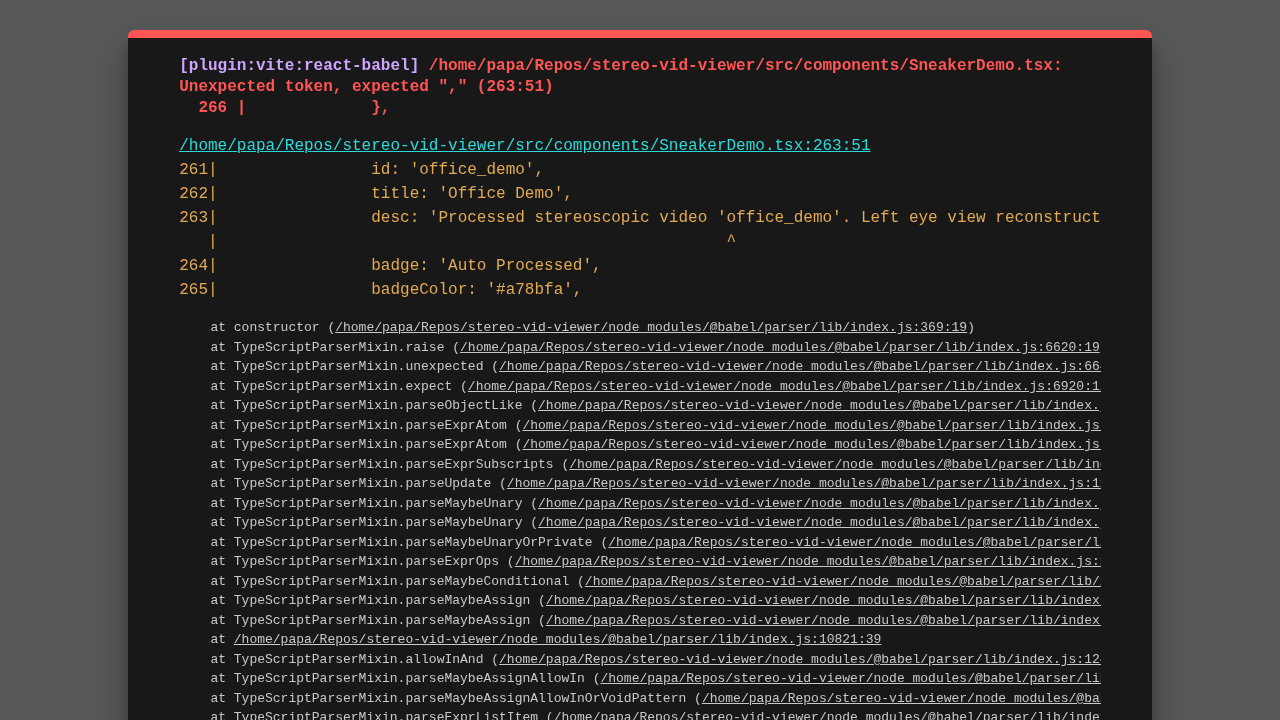 [plugin:vite:react-babel] /home/papa/Repos/stereo-vid-viewer/src/components/SneakerDemo.tsx:
Unexpected token, expected "," (263:51)
266 |             },
/home/papa/Repos/stereo-vid-viewer/src/components/SneakerDemo.tsx:263:51
261|                id: 'office_demo',
262|                title: 'Office Demo',
263|                desc: 'Processed stereoscopic video 'office_demo'. Left eye view reconstruct
|                                                     ^
264|                badge: 'Auto Processed',
265|                badgeColor: '#a78bfa',
at constructor (/home/papa/Repos/stereo-vid-viewer/node_modules/@babel/parser/lib/index.js:369:19)
at TypeScriptParserMixin.raise (/home/papa/Repos/stereo-vid-viewer/node_modules/@babel/parser/lib/index.js:6620:19
at TypeScriptParserMixin.unexpected (/home/papa/Repos/stereo-vid-viewer/node_modules/@babel/parser/lib/index.js:66
at TypeScriptParserMixin.expect (/home/papa/Repos/stereo-vid-viewer/node_modules/@babel/parser/lib/index.js:6920:1
at TypeScriptParserMixin.parseObjectLike (/home/papa/Repos/stereo-vid-viewer/node_modules/@babel/parser/lib/index.
at TypeScriptParserMixin.parseExprAtom (/home/papa/Repos/stereo-vid-viewer/node_modules/@babel/parser/lib/index.js
at TypeScriptParserMixin.parseExprAtom (/home/papa/Repos/stereo-vid-viewer/node_modules/@babel/parser/lib/index.js
at TypeScriptParserMixin.parseExprSubscripts (/home/papa/Repos/stereo-vid-viewer/node_modules/@babel/parser/lib/in
at TypeScriptParserMixin.parseUpdate (/home/papa/Repos/stereo-vid-viewer/node_modules/@babel/parser/lib/index.js:1
at TypeScriptParserMixin.parseMaybeUnary (/home/papa/Repos/stereo-vid-viewer/node_modules/@babel/parser/lib/index.
at TypeScriptParserMixin.parseMaybeUnary (/home/papa/Repos/stereo-vid-viewer/node_modules/@babel/parser/lib/index.
at TypeScriptParserMixin.parseMaybeUnaryOrPrivate (/home/papa/Repos/stereo-vid-viewer/node_modules/@babel/parser/l
at TypeScriptParserMixin.parseExprOps (/home/papa/Repos/stereo-vid-viewer/node_modules/@babel/parser/lib/index.js:
at TypeScriptParserMixin.parseMaybeConditional (/home/papa/Repos/stereo-vid-viewer/node_modules/@babel/parser/lib/
at TypeScriptParserMixin.parseMaybeAssign (/home/papa/Repos/stereo-vid-viewer/node_modules/@babel/parser/lib/index
at TypeScriptParserMixin.parseMaybeAssign (/home/papa/Repos/stereo-vid-viewer/node_modules/@babel/parser/lib/index
at /home/papa/Repos/stereo-vid-viewer/node_modules/@babel/parser/lib/index.js:10821:39
at TypeScriptParserMixin.allowInAnd (/home/papa/Repos/stereo-vid-viewer/node_modules/@babel/parser/lib/index.js:12
at TypeScriptParserMixin.parseMaybeAssignAllowIn (/home/papa/Repos/stereo-vid-viewer/node_modules/@babel/parser/li
at TypeScriptParserMixin.parseMaybeAssignAllowInOrVoidPattern (/home/papa/Repos/stereo-vid-viewer/node_modules/@ba
at TypeScriptParserMixin.parseExprListItem (/home/papa/Repos/stereo-vid-viewer/node_modules/@babel/parser/lib/inde